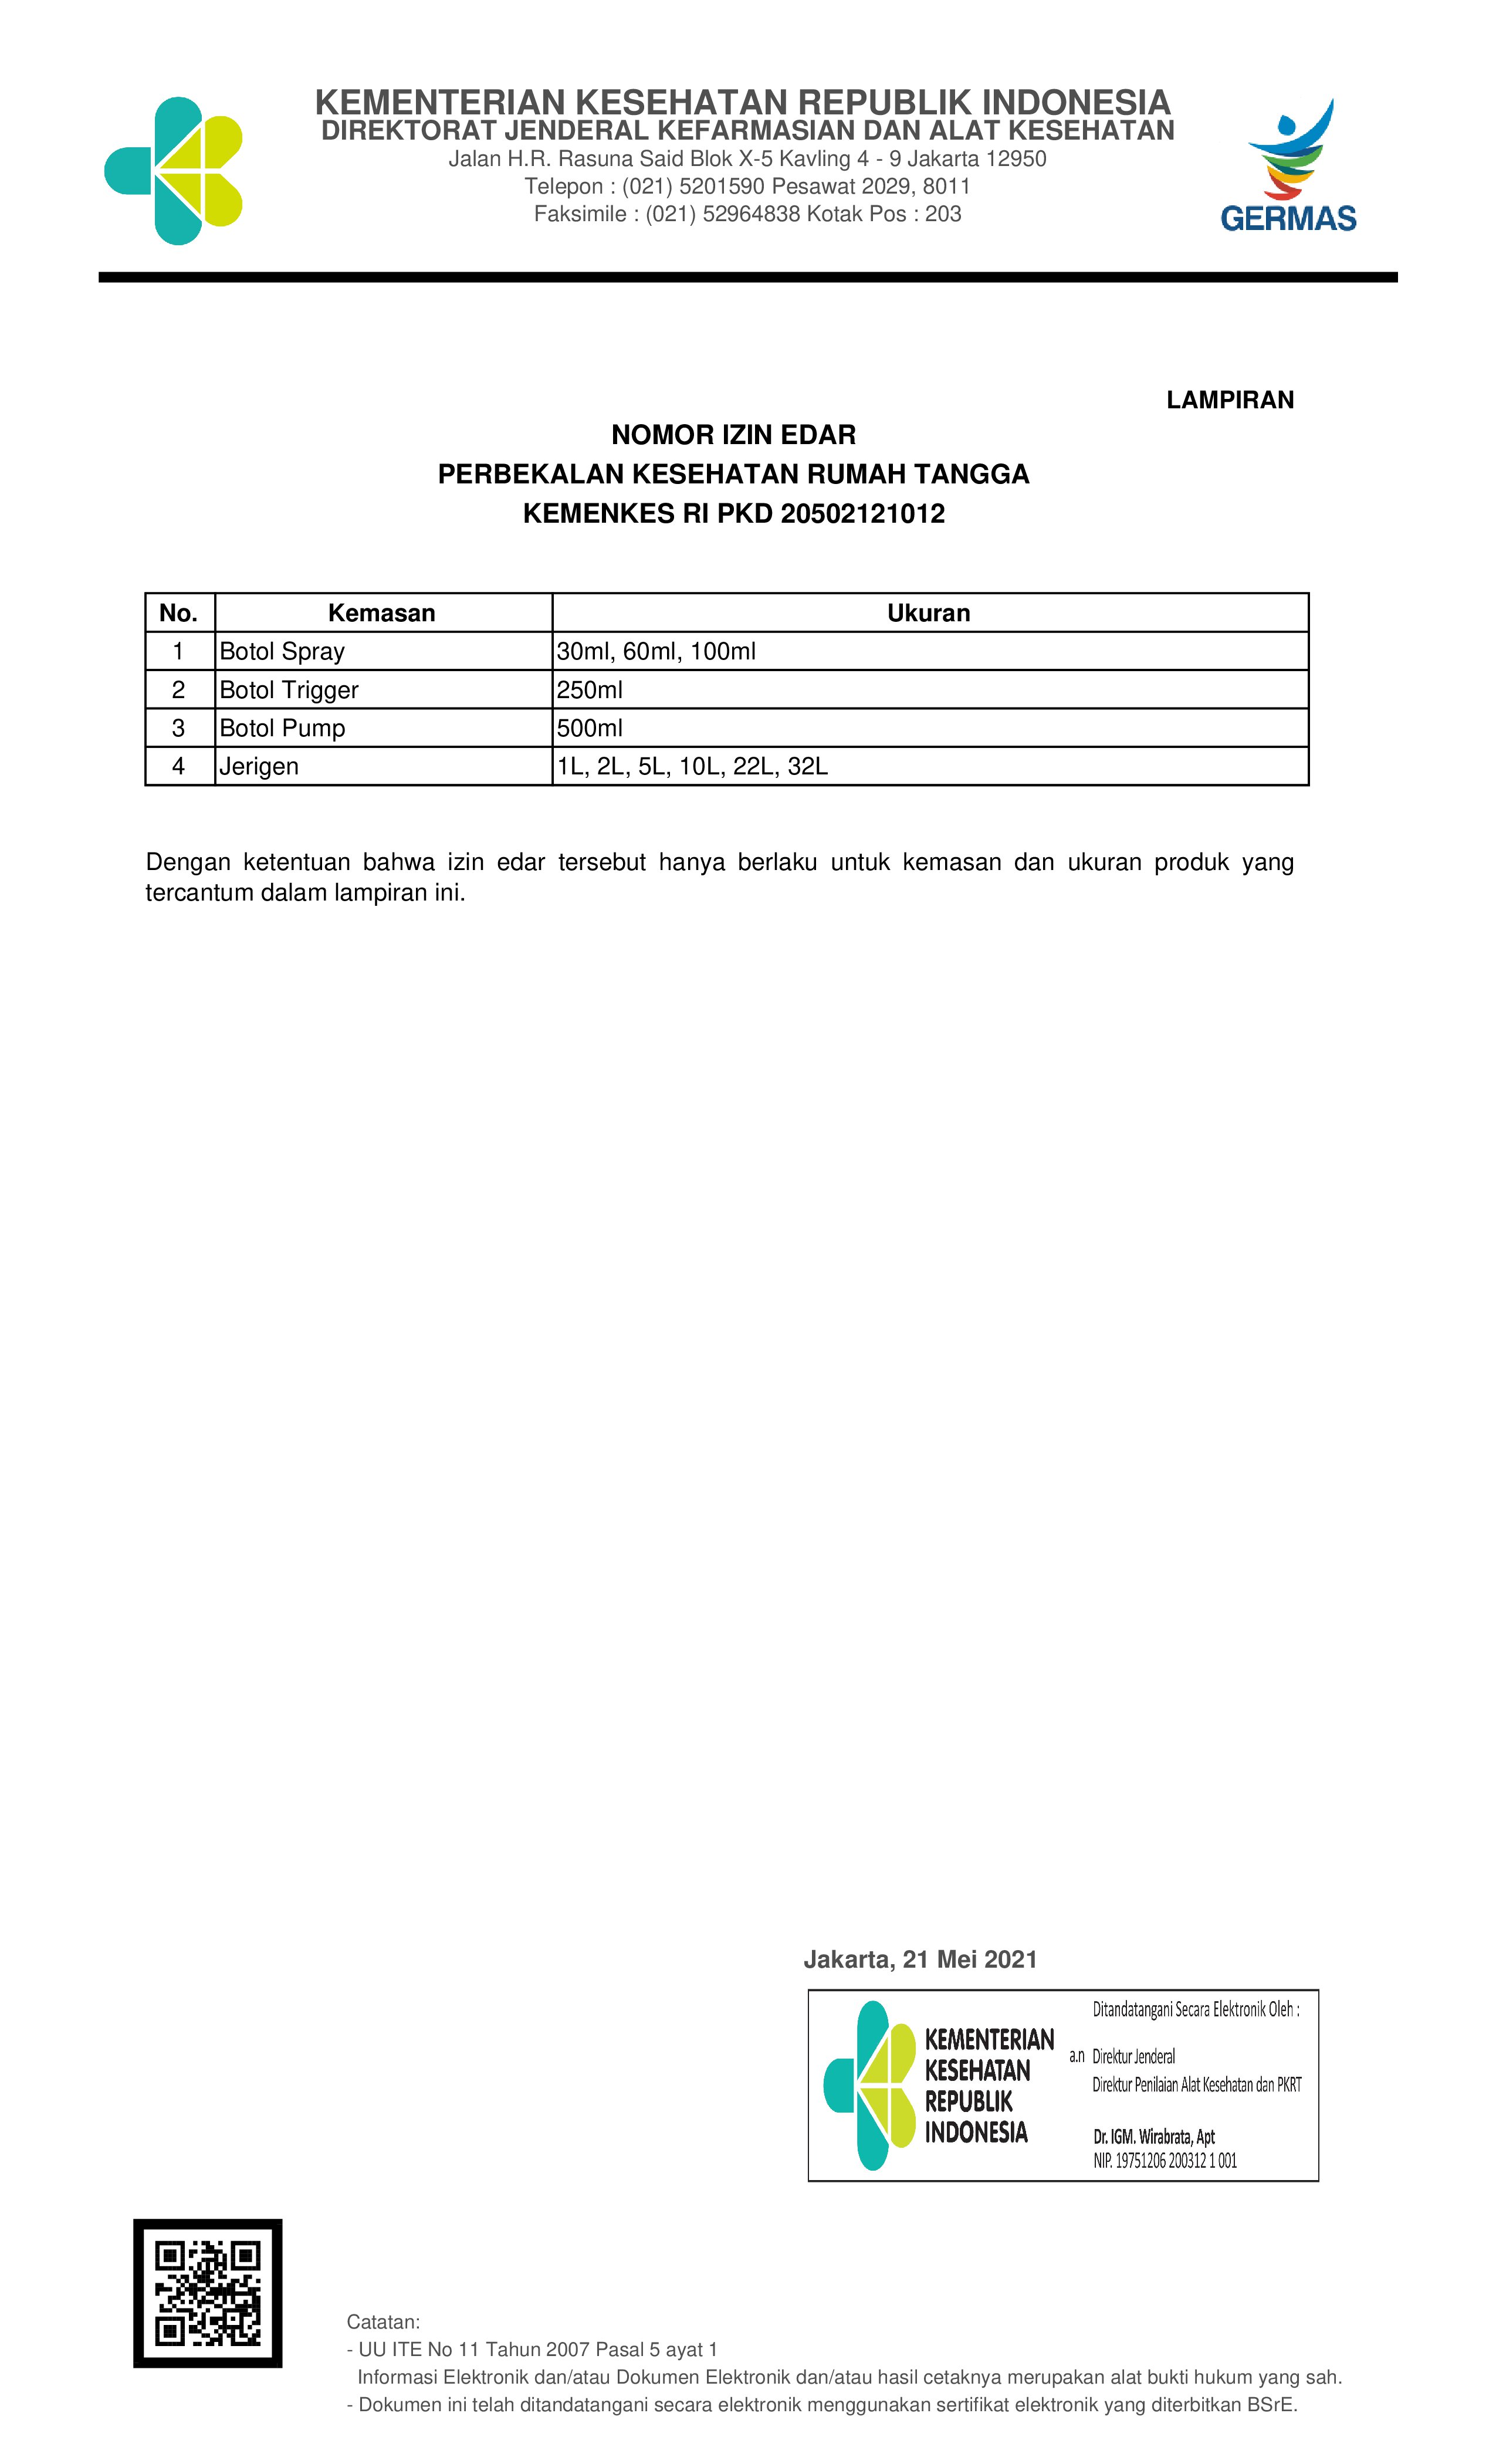 KEMENTERIAN KESEHATAN REPUBLIK INDONESIA
DIREKTORAT JENDERAL KEFARMASIAN DAN ALAT KESEHATAN
Jalan H.R. Rasuna Said Blok X-5 Kavling 4 - 9 Jakarta 12950
Telepon : (021) 5201590 Pesawat 2029, 8011
Faksimile : (021) 52964838 Kotak Pos : 203
GERMAS
LAMPIRAN
NOMOR IZIN EDAR
PERBEKALAN KESEHATAN RUMAH TANGGA
KEMENKES RI PKD 20502121012
No. Kemasan Ukuran
1 Botol Spray 30ml, 60ml, 100ml
2 Botol Trigger 250ml
3 Botol Pump 500ml
4 Jerigen 1L, 2L, 5L, 10L, 22L, 32L
Dengan ketentuan bahwa izin edar tersebut hanya berlaku untuk kemasan dan ukuran produk yang
tercantum dalam lampiran ini.
Jakarta, 21 Mei 2021
KEMENTERIAN
KESEHATAN
REPUBLIK
INDONESIA
Ditandatangani Secara Elektronik Oleh :
a.n Direktur Jenderal
Direktur Penilaian Alat Kesehatan dan PKRT
Dr. IGM. Wirabrata, Apt
NIP. 19751206 200312 1 001
Catatan:
- UU ITE No 11 Tahun 2007 Pasal 5 ayat 1
Informasi Elektronik dan/atau Dokumen Elektronik dan/atau hasil cetaknya merupakan alat bukti hukum yang sah.
- Dokumen ini telah ditandatangani secara elektronik menggunakan sertifikat elektronik yang diterbitkan BSrE.